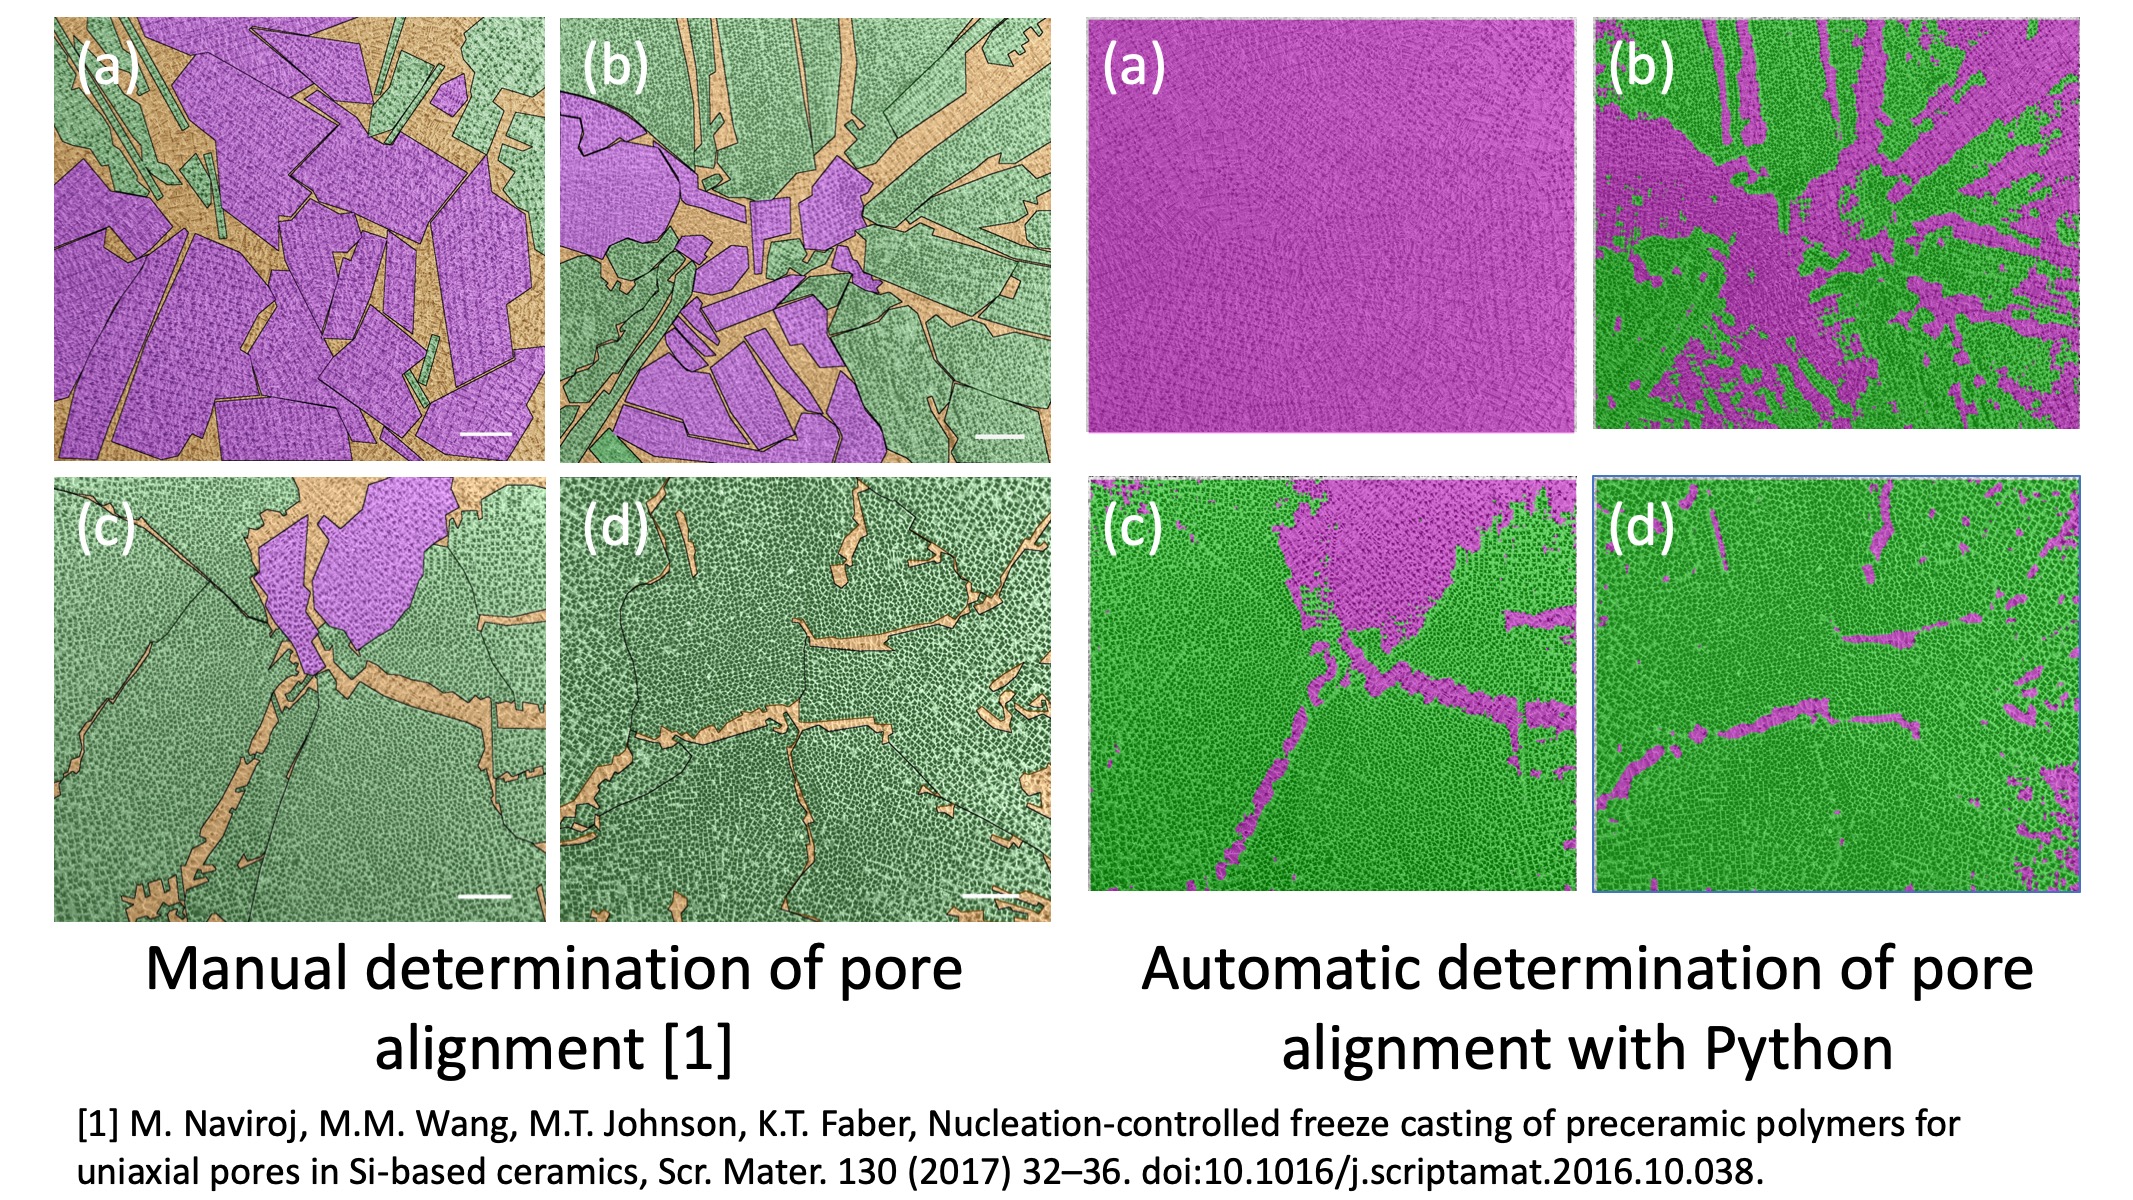 (a)
(b)
(a)
(b)
(c)
(d)
(c)
(d)
Manual determination of pore
alignment [1]
Automatic determination of pore
alignment with Python
[1] M. Naviroj, M.M. Wang, M.T. Johnson, K.T. Faber, Nucleation-controlled freeze casting of preceramic polymers for
uniaxial pores in Si-based ceramics, Scr. Mater. 130 (2017) 32–36. doi:10.1016/j.scriptamat.2016.10.038.